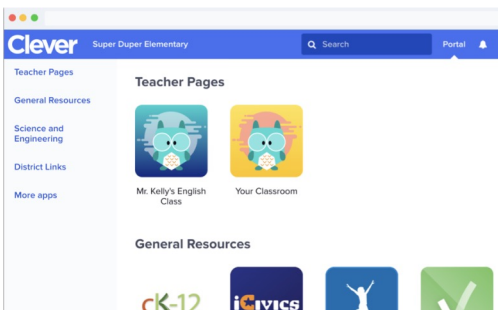 Clever
Super Duper Elementary
Search
Portal
Teacher Pages
General Resources
Science and
Engineering
District Links
More apps
Teacher Pages
Mr. Kelly's English
Class
Your Classroom
General Resources
cK-12
iCIVICS